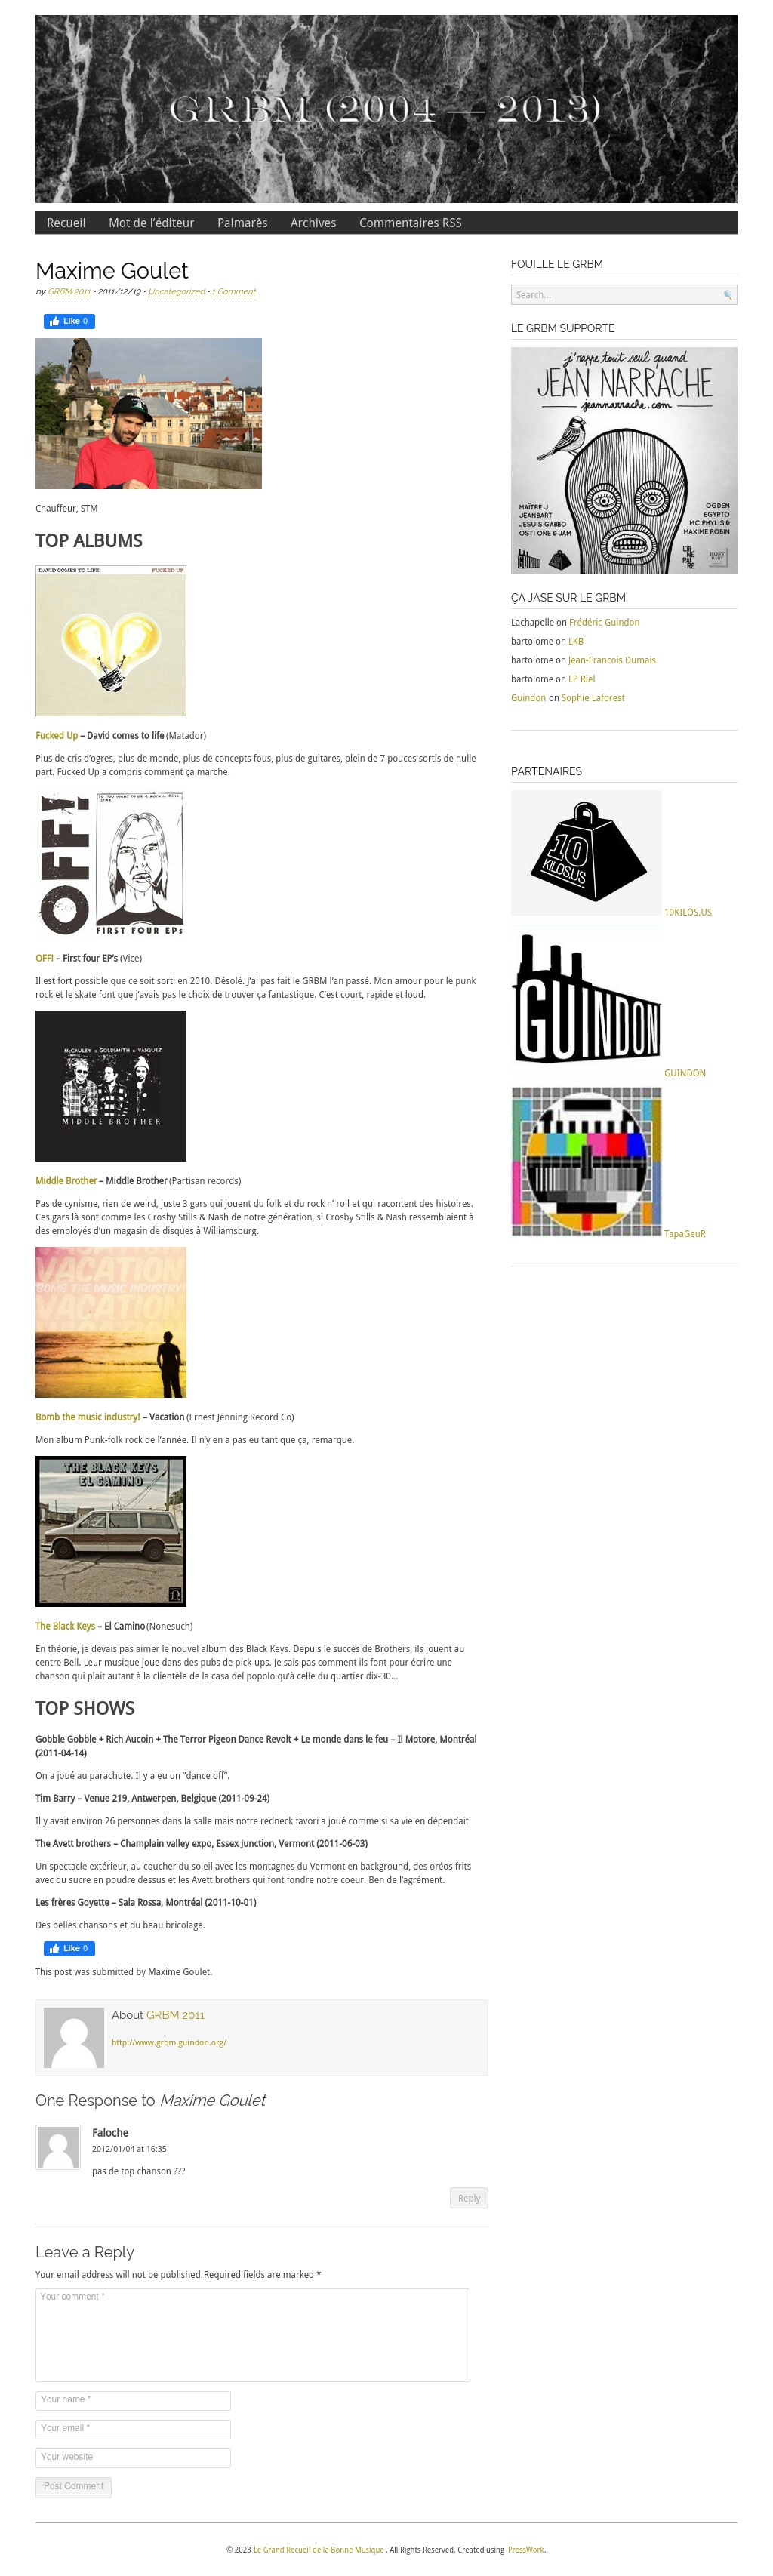 GRBM (2004 — 2013)
Recueil Mot de l'éditeur Palmarès Archives Commentaires RSS
Maxime Goulet
by GRBM 2011 • 2011/12/19 • Uncategorized • 1 Comment
Like 0
Chauffeur, STM
TOP ALBUMS
DAVID COMES TO LIFE FUCKED UP
Fucked Up – David comes to life (Matador)
Plus de cris d'ogres, plus de monde, plus de concepts fous, plus de guitares, plein de 7 pouces sortis de nulle
part. Fucked Up a compris comment ça marche.
OFF!
FIRST FOUR EPs
OFF! – First four EP's (Vice)
Il est fort possible que ce soit sorti en 2010. Désolé. J'ai pas fait le GRBM l'an passé. Mon amour pour le punk
rock et le skate font que j'avais pas le choix de trouver ça fantastique. C'est court, rapide et loud.
McCAULEY × GOLDSMITH × VASQUEZ
MIDDLE BROTHER
Middle Brother – Middle Brother (Partisan records)
Pas de cynisme, rien de weird, juste 3 gars qui jouent du folk et du rock n' roll et qui racontent des histoires.
Ces gars là sont comme les Crosby Stills & Nash de notre génération, si Crosby Stills & Nash ressemblaient à
des employés d'un magasin de disques à Williamsburg.
VACATION
BOMB THE MUSIC INDUSTRY!
VACATION
Bomb the music industry! – Vacation (Ernest Jenning Record Co)
Mon album Punk-folk rock de l'année. Il n'y en a pas eu tant que ça, remarque.
THE BLACK KEYS
EL CAMINO
The Black Keys – El Camino (Nonesuch)
En théorie, je devais pas aimer le nouvel album des Black Keys. Depuis le succès de Brothers, ils jouent au
centre Bell. Leur musique joue dans des pubs de pick-ups. Je sais pas comment ils font pour écrire une
chanson qui plait autant à la clientèle de la casa del popolo qu'à celle du quartier dix-30…
TOP SHOWS
Gobble Gobble + Rich Aucoin + The Terror Pigeon Dance Revolt + Le monde dans le feu – Il Motore, Montréal
(2011-04-14)
On a joué au parachute. Il y a eu un "dance off".
Tim Barry – Venue 219, Antwerpen, Belgique (2011-09-24)
Il y avait environ 26 personnes dans la salle mais notre redneck favori a joué comme si sa vie en dépendait.
The Avett brothers – Champlain valley expo, Essex Junction, Vermont (2011-06-03)
Un spectacle extérieur, au coucher du soleil avec les montagnes du Vermont en background, des oréos frits
avec du sucre en poudre dessus et les Avett brothers qui font fondre notre coeur. Ben de l'agrément.
Les frères Goyette – Sala Rossa, Montréal (2011-10-01)
Des belles chansons et du beau bricolage.
Like 0
This post was submitted by Maxime Goulet.
About GRBM 2011
http://www.grbm.guindon.org/
One Response to Maxime Goulet
Faloche
2012/01/04 at 16:35
pas de top chanson ???
Reply
Leave a Reply
Your email address will not be published. Required fields are marked *
Your comment *
Your name *
Your email *
Your website
Post Comment
FOUILLE LE GRBM
Search...
LE GRBM SUPPORTE
j'rappe tout seul quand
JEAN NARRACHE
jeannarrache.com
MAÎTRE J
JEANBART
JESUIS GABBO
OSTI ONE & JAM
OGDEN
EGYPTO
MC PHYLIS &
MAXIME ROBIN
ÇA JASE SUR LE GRBM
Lachapelle on Frédéric Guindon
bartolome on LKB
bartolome on Jean-Francois Dumais
bartolome on LP Riel
Guindon on Sophie Laforest
PARTENAIRES
10
KILOS.US
10KILOS.US
GUINDON
GUINDON
TapaGeuR
© 2023 Le Grand Recueil de la Bonne Musique . All Rights Reserved. Created using PressWork.